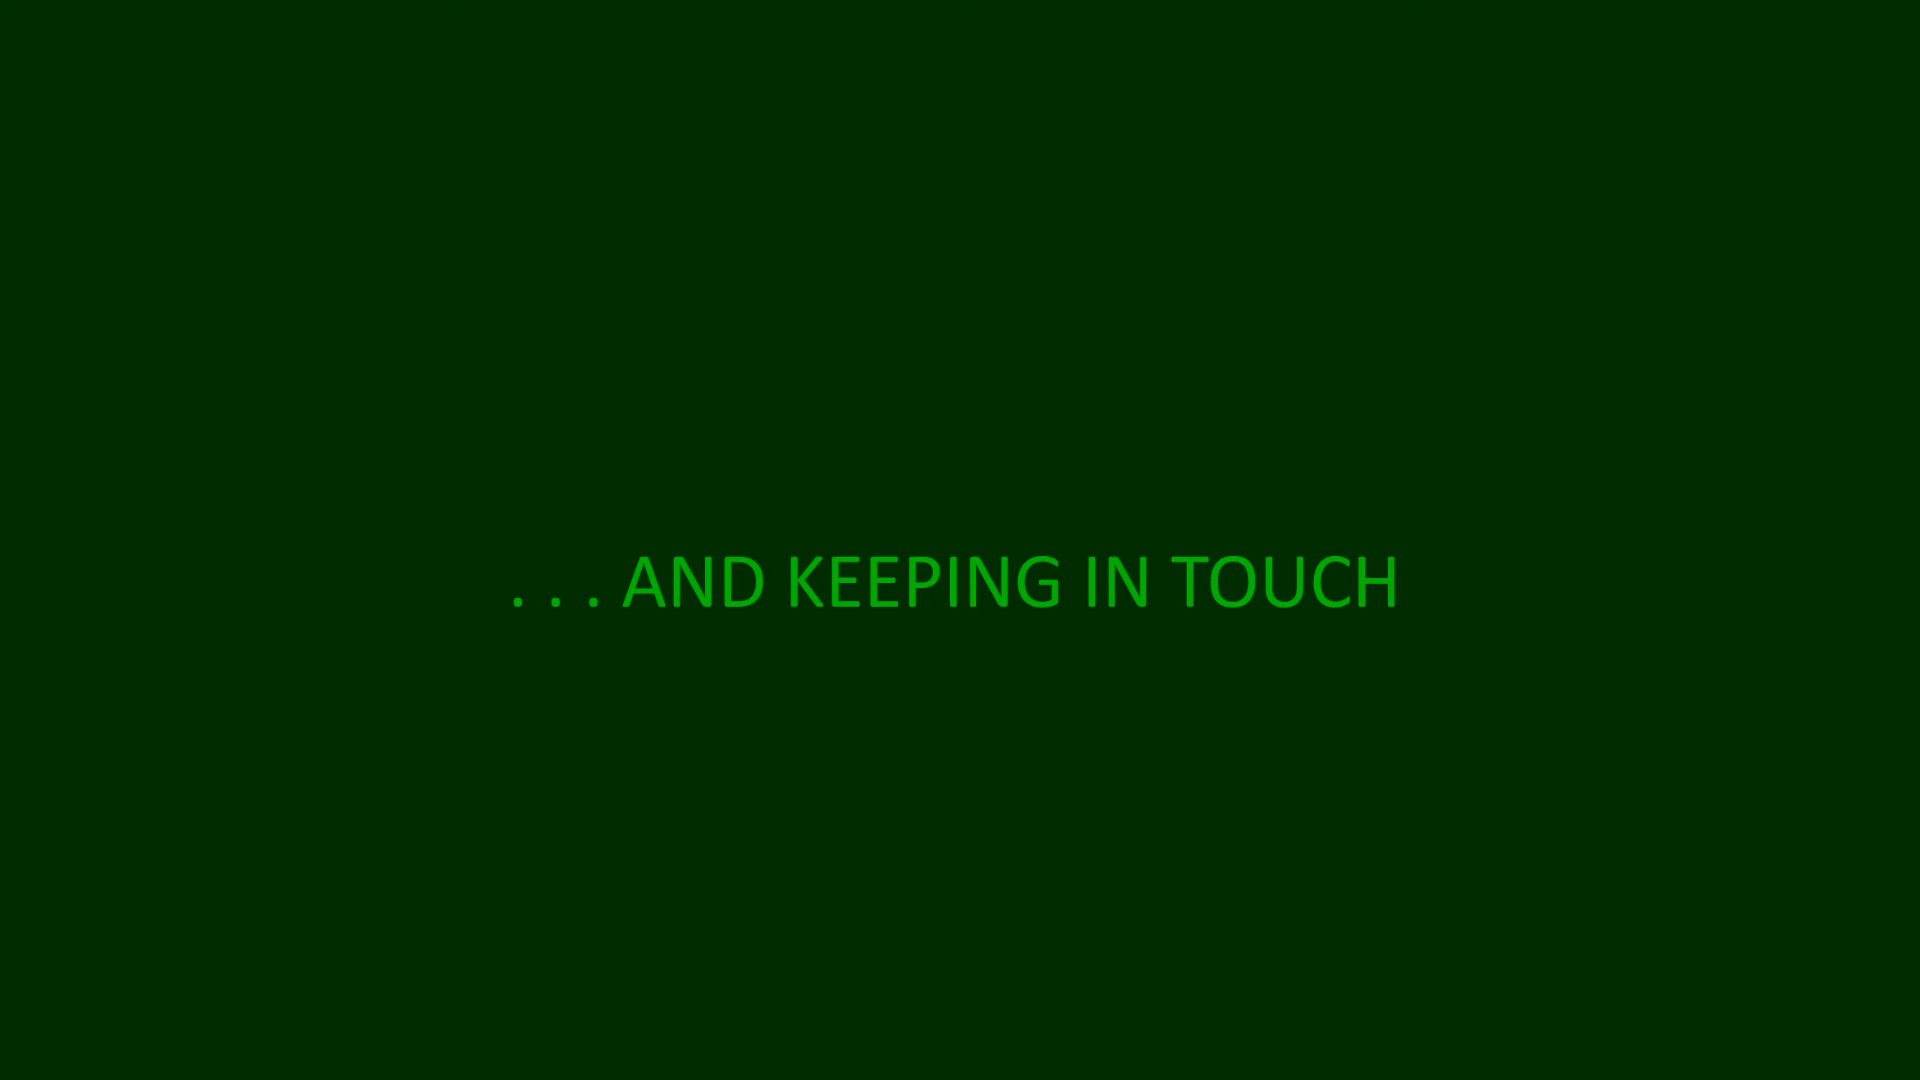 . . . AND KEEPING IN TOUCH